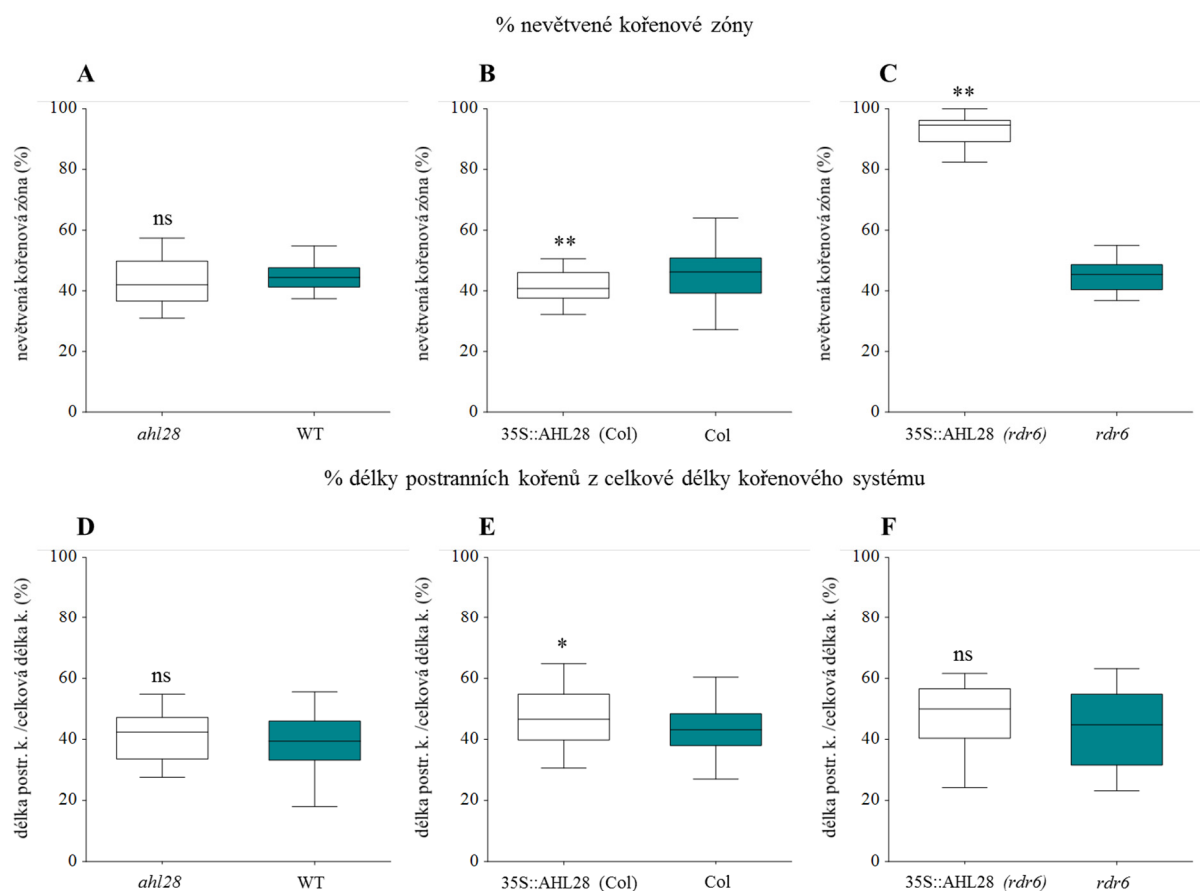 % nevětvené kořenové zóny
A
B
C
nevětvená kořenová zóna (%)
100
80
60
40
20
0
ns
ahl28
WT
nevětvená kořenová zóna (%)
100
80
60
40
20
0
**
35S::AHL28 (Col)
Col
nevětvená kořenová zóna (%)
100
80
60
40
20
0
**
35S::AHL28 (rdr6)
rdr6
% délky postranních kořenů z celkové délky kořenového systému
D
E
F
délka postr. k. /celková délka k. (%)
100
80
60
40
20
0
ns
ahl28
WT
délka postr. k. /celková délka k. (%)
100
80
60
40
20
0
*
35S::AHL28 (Col)
Col
délka postr. k. /celková délka k. (%)
100
80
60
40
20
0
ns
35S::AHL28 (rdr6)
rdr6